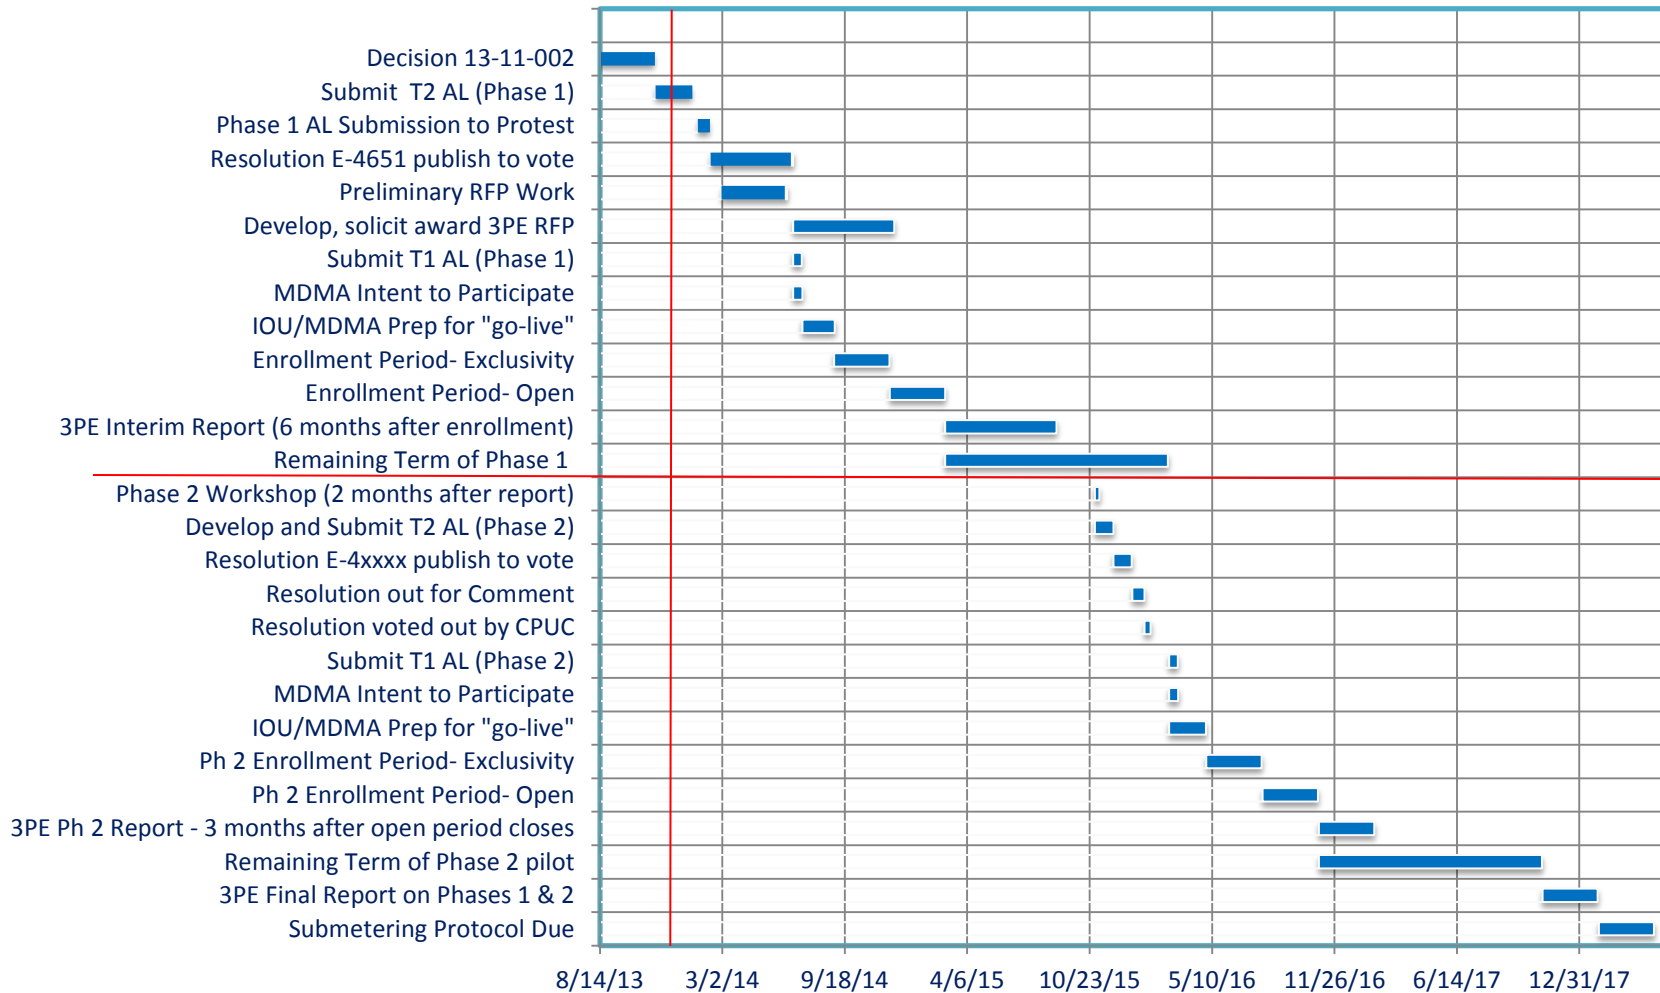 Decision 13-11-002
Submit T2 AL (Phase 1)
Phase 1 AL Submission to Protest
Resolution E-4651 publish to vote
Preliminary RFP Work
Develop, solicit award 3PE RFP
Submit T1 AL (Phase 1)
MDMA Intent to Participate
IOU/MDMA Prep for "go-live"
Enrollment Period- Exclusivity
Enrollment Period- Open
3PE Interim Report (6 months after enrollment)
Remaining Term of Phase 1
Phase 2 Workshop (2 months after report)
Develop and Submit T2 AL (Phase 2)
Resolution E-4xxxx publish to vote
Resolution out for Comment
Resolution voted out by CPUC
Submit T1 AL (Phase 2)
MDMA Intent to Participate
IOU/MDMA Prep for "go-live"
Ph 2 Enrollment Period- Exclusivity
Ph 2 Enrollment Period- Open
3PE Ph 2 Report - 3 months after open period closes
Remaining Term of Phase 2 pilot
3PE Final Report on Phases 1 & 2
Submetering Protocol Due
8/14/13 3/2/14 9/18/14 4/6/15 10/23/15 5/10/16 11/26/16 6/14/17 12/31/17